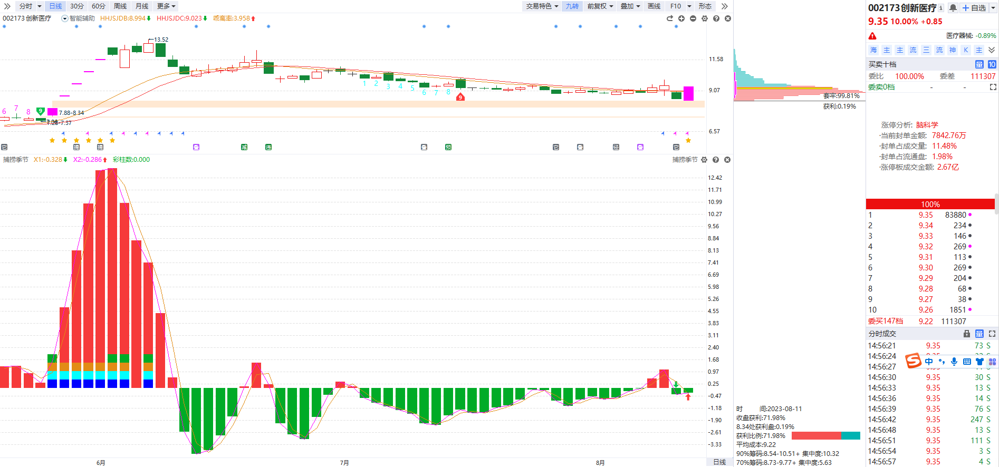 分时 日线 30分 60分 周线 月线 更多
交易特色 九转 前复权 叠加 画线 F10 形态
002173 创新医疗 智能辅助 HHJSJDB:8.994 HHJSJDC:9.023 乖离率:3.958
13.52
11.58
9.07
6.57
1 2 3 4 5 6 7 8 9
6 7 8 9
7.88-8.34
7.28-7.37
它 提 提 叠 减 连 叠 预 它 叠 经 叠 它
捕捞季节 X1:-0.328 X2:-0.286 彩柱数:0.000
捕捞季节
12.42
11.71
10.99
10.27
9.56
8.84
8.13
7.41
6.69
5.98
5.26
4.55
3.83
3.11
2.40
1.68
0.97
0.25
-0.47
-1.18
-1.90
-2.61
-3.33
6月 7月 8月 日线
套牢:99.81%
获利:0.19%
时 间:2023-08-11
收盘获利:71.98%
8.34处获利盘:0.19%
获利比例:71.98%
平均成本:9.22
90%筹码:8.54-10.51+ 集中度:10.32
70%筹码:8.73-9.77+ 集中度:5.63
002173创新医疗 自选
9.35 10.00% +0.85
医疗器械: -0.89%
海 主 主 流 三 流 神 K 主
买卖十档 量 10
委比 100.00% 委差 111307
委卖0档 - -
涨停分析: 脑科学
·当前封单金额: 7842.76万
·封单占成交量: 11.48%
·封单占流通盘: 1.98%
·涨停板成交金额: 2.67亿
100%
1 9.35 83880
2 9.34 234
3 9.33 146
4 9.32 269
5 9.31 113
6 9.30 269
7 9.29 204
8 9.28 68
9 9.27 38
10 9.26 1851
委买147档 9.22 111307
分时成交 量
14:56:21 9.35 73 S
14:56:24
中
14:56:27
14:56:30 9.35 30 S
14:56:33 9.35 13 S
14:56:36 9.35 14 S
14:56:39 9.35 76 S
14:56:42 9.35 247 S
14:56:48 9.35 13 S
14:56:51 9.35 111 S
14:56:54 9.35 3 S
14:56:57 9.35 4 S